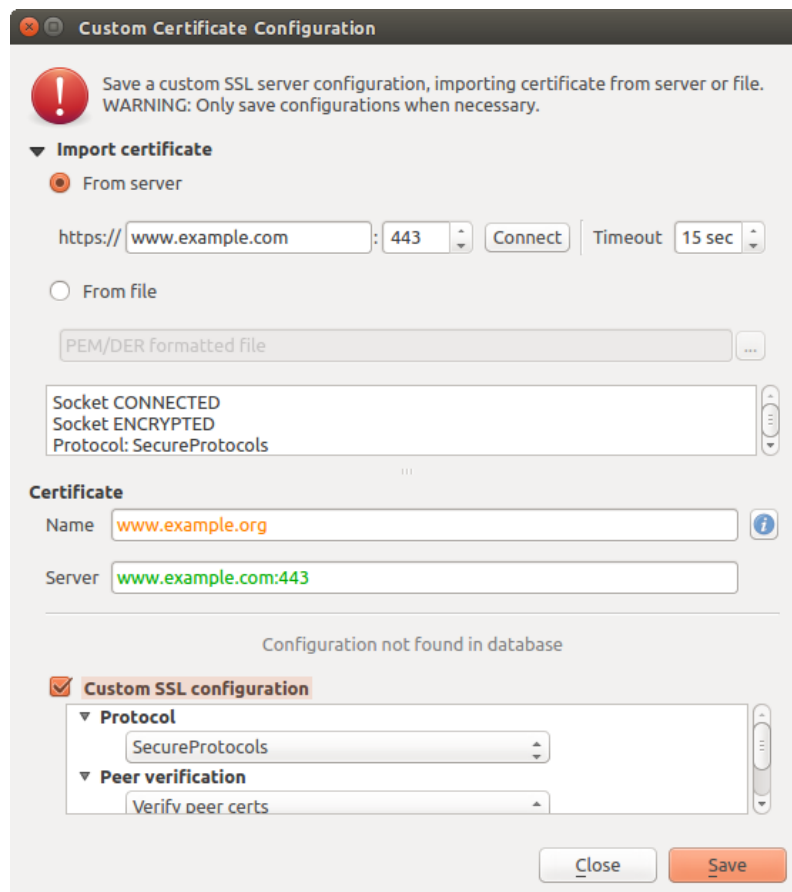 Custom Certificate Configuration
Save a custom SSL server configuration, importing certificate from server or file.
WARNING: Only save configurations when necessary.
Import certificate
From server
https:// www.example.com : 443 Connect Timeout 15 sec
From file
PEM/DER formatted file ...
Socket CONNECTED
Socket ENCRYPTED
Protocol: SecureProtocols
Certificate
Name www.example.org
Server www.example.com:443
Configuration not found in database
Custom SSL configuration
Protocol
SecureProtocols
Peer verification
Verify peer certs
Close Save